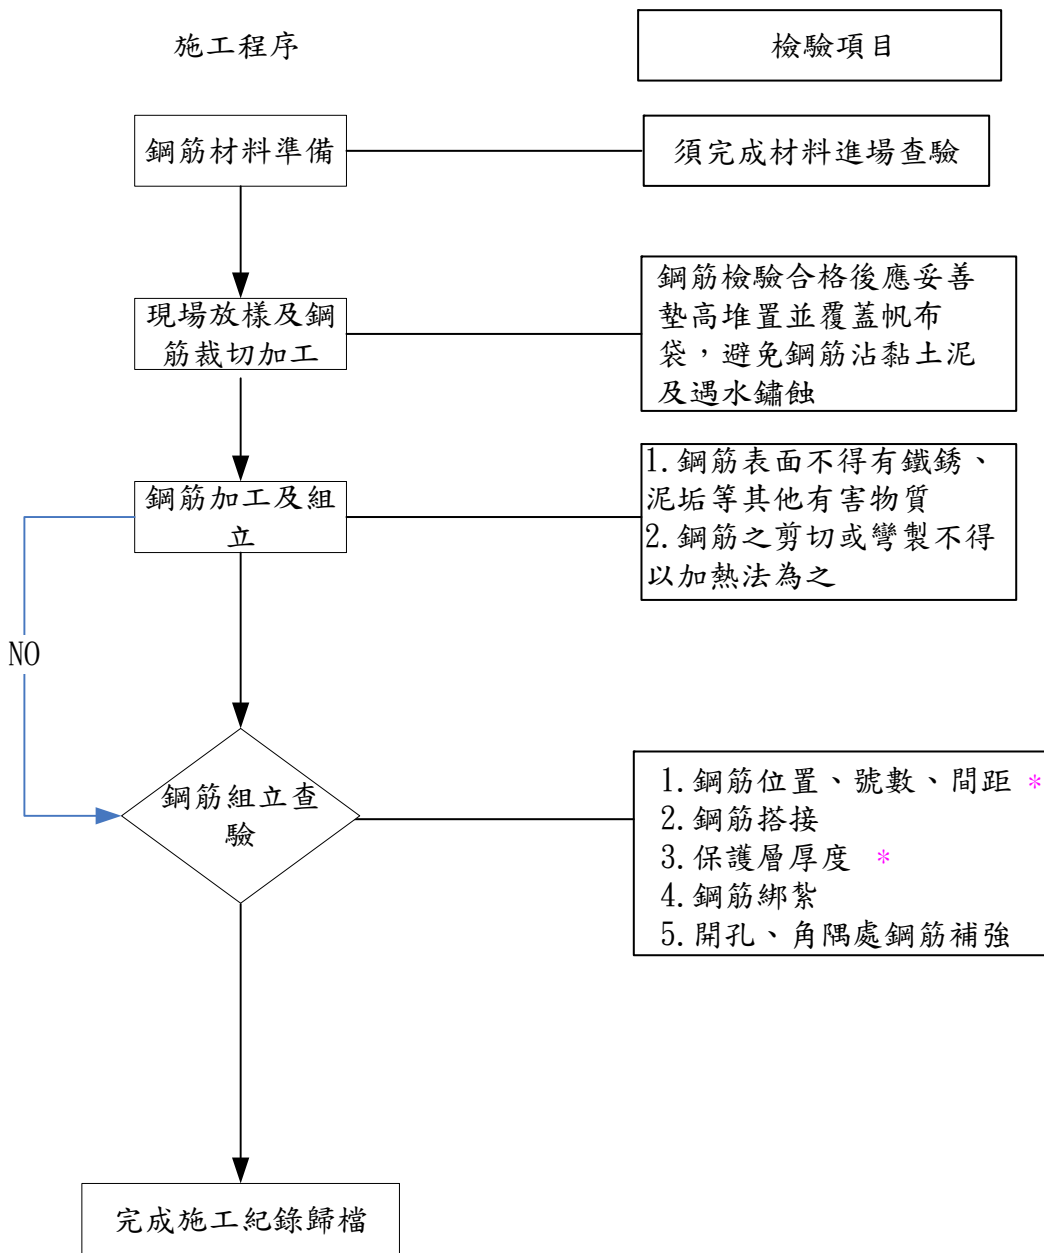 施工程序
檢驗項目
鋼筋材料準備
須完成材料進場查驗
現場放樣及鋼
筋裁切加工
鋼筋檢驗合格後應妥善
墊高堆置並覆蓋帆布
袋，避免鋼筋沾黏土泥
及遇水鏽蝕
鋼筋加工及組
立
1.鋼筋表面不得有鐵銹、
泥垢等其他有害物質
2.鋼筋之剪切或彎製不得
以加熱法為之
NO
鋼筋組立查
驗
1.鋼筋位置、號數、間距 *
2.鋼筋搭接
3.保護層厚度 *
4.鋼筋綁紮
5.開孔、角隅處鋼筋補強
完成施工紀錄歸檔